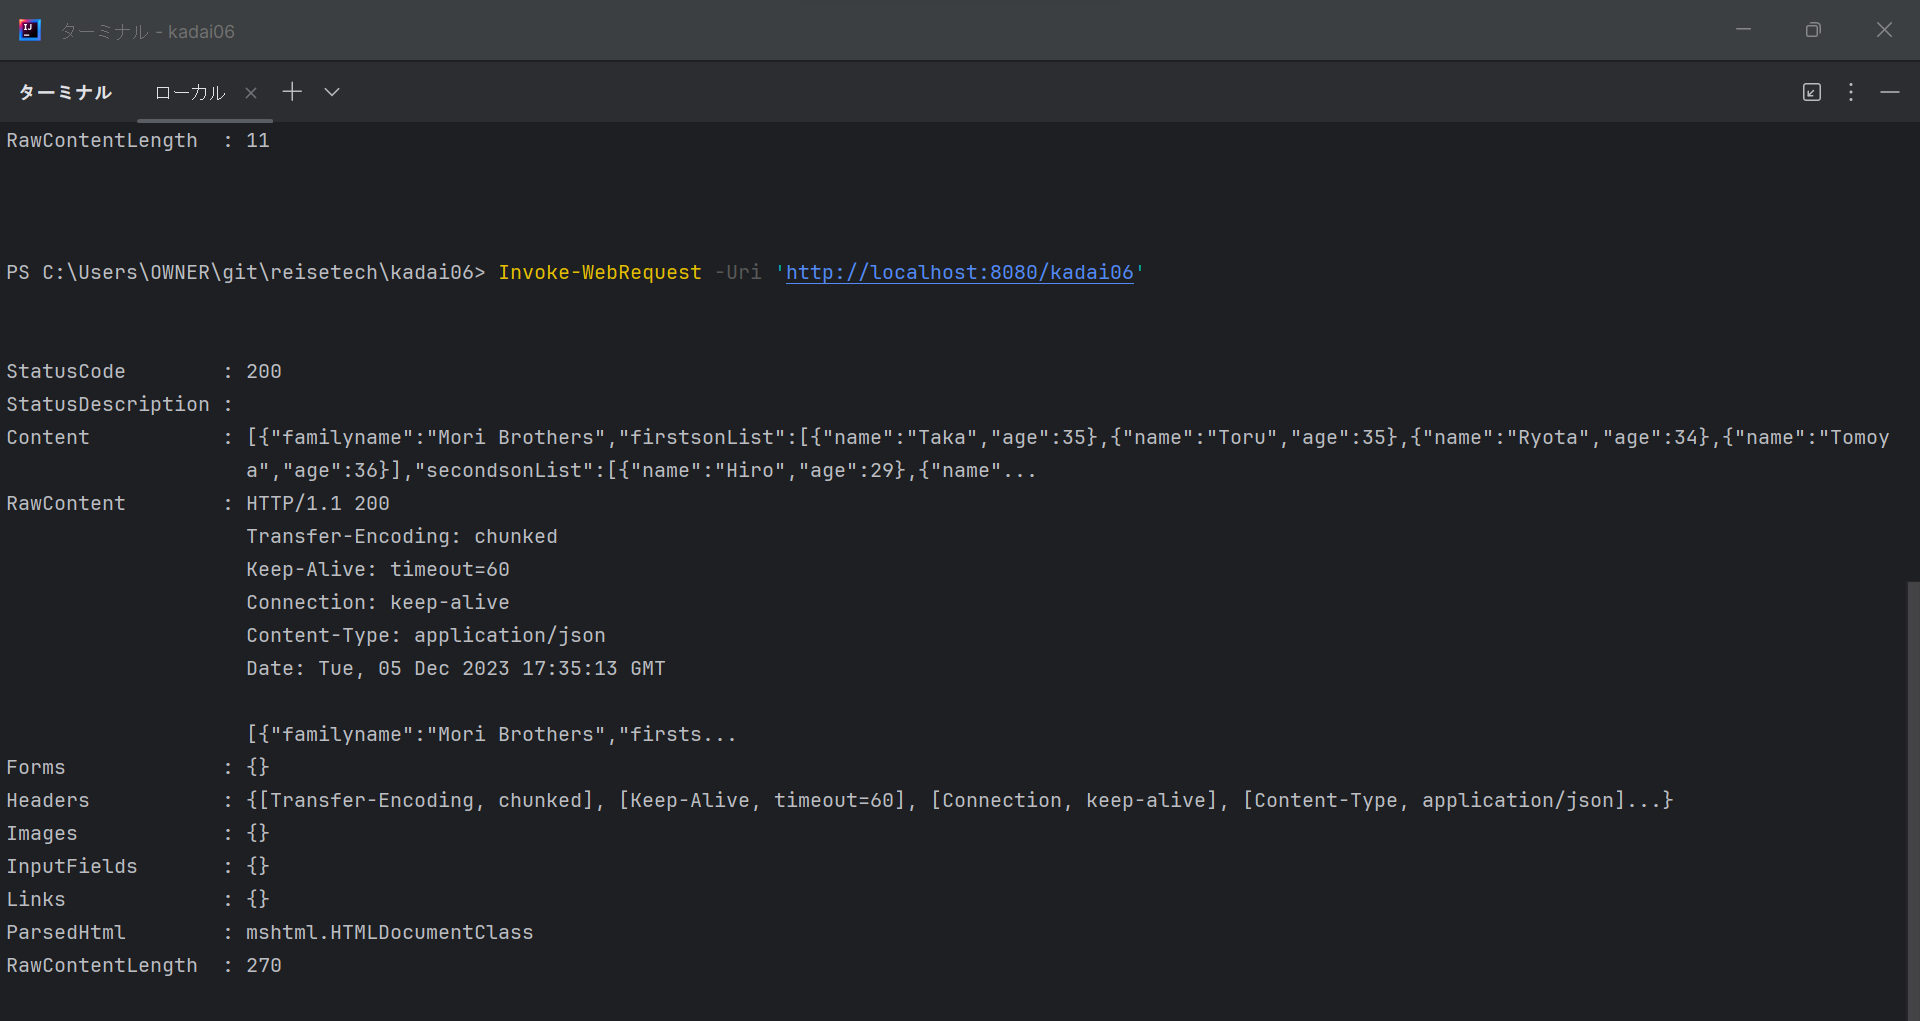 ターミナル - kadai06
ターミナル ローカル
RawContentLength  : 11
PS C:\Users\OWNER\git\reisetech\kadai06> Invoke-WebRequest -Uri 'http://localhost:8080/kadai06'
StatusCode        : 200
StatusDescription :
Content           : [{"familyname":"Mori Brothers","firstsonList":[{"name":"Taka","age":35},{"name":"Toru","age":35},{"name":"Ryota","age":34},{"name":"Tomoy
a","age":36}],"secondsonList":[{"name":"Hiro","age":29},{"name"...
RawContent        : HTTP/1.1 200
Transfer-Encoding: chunked
Keep-Alive: timeout=60
Connection: keep-alive
Content-Type: application/json
Date: Tue, 05 Dec 2023 17:35:13 GMT
[{"familyname":"Mori Brothers","firsts...
Forms             : {}
Headers           : {[Transfer-Encoding, chunked], [Keep-Alive, timeout=60], [Connection, keep-alive], [Content-Type, application/json]...}
Images            : {}
InputFields       : {}
Links             : {}
ParsedHtml        : mshtml.HTMLDocumentClass
RawContentLength  : 270